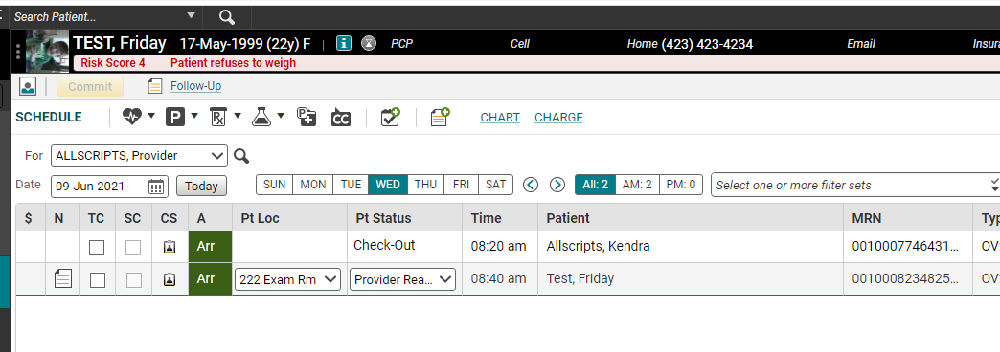 Search Patient...
TEST, Friday 17-May-1999 (22y) F | PCP Cell Home (423) 423-4234 Email Insur
Risk Score 4 Patient refuses to weigh
Commit Follow-Up
SCHEDULE CHART CHARGE
For ALLSCRIPTS, Provider
Date 09-Jun-2021 Today SUN MON TUE WED THU FRI SAT All: 2 AM: 2 PM: 0 Select one or more filter sets
$ N TC SC CS A Pt Loc Pt Status Time Patient MRN Typ
Arr Check-Out 08:20 am Allscripts, Kendra 0010007746431... OV
Arr 222 Exam Rm Provider Rea... 08:40 am Test, Friday 0010008234825... OV